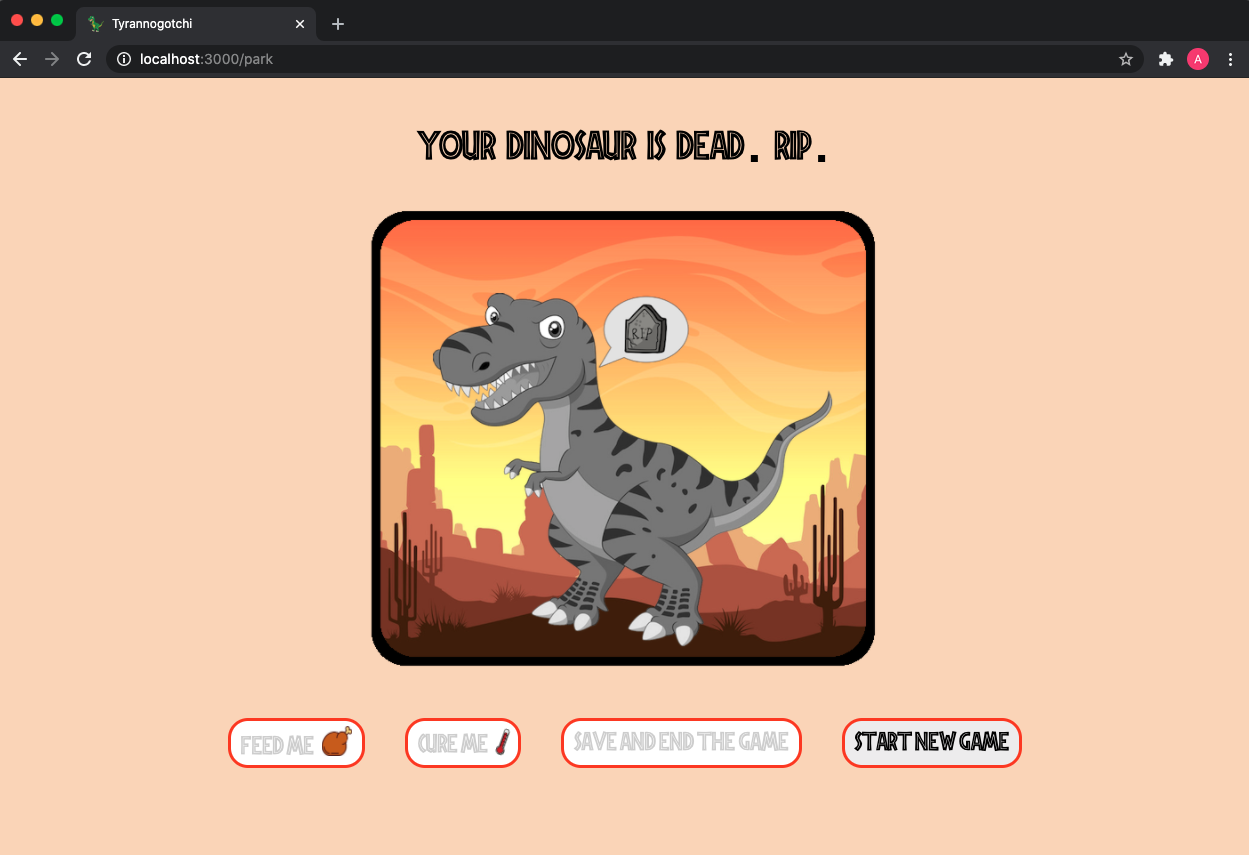 Tyrannogotchi
localhost:3000/park
A
YOUR DINOSAUR IS DEAD. RIP.
RIP
FEED ME
CURE ME
SAVE AND END THE GAME
START NEW GAME